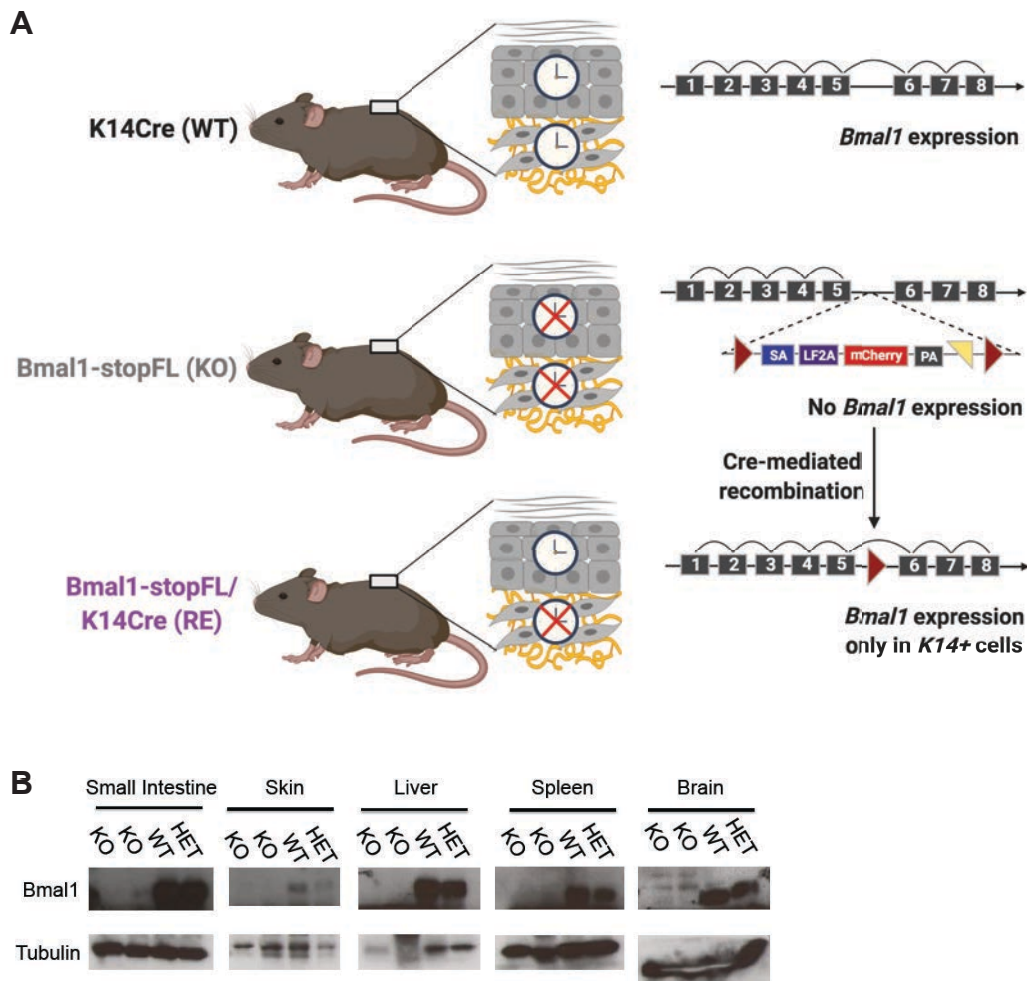 A
K14Cre (WT)
1 2 3 4 5 6 7 8
Bmal1 expression
Bmal1-stopFL (KO)
1 2 3 4 5 6 7 8
SA LF2A mCherry PA
No Bmal1 expression
Cre-mediated
recombination
Bmal1-stopFL/
K14Cre (RE)
1 2 3 4 5 6 7 8
Bmal1 expression
only in K14+ cells
B
Small Intestine Skin Liver Spleen Brain
KO KO WT HET KO KO WT HET KO KO WT HET KO KO WT HET KO KO WT HET
Bmal1
Tubulin